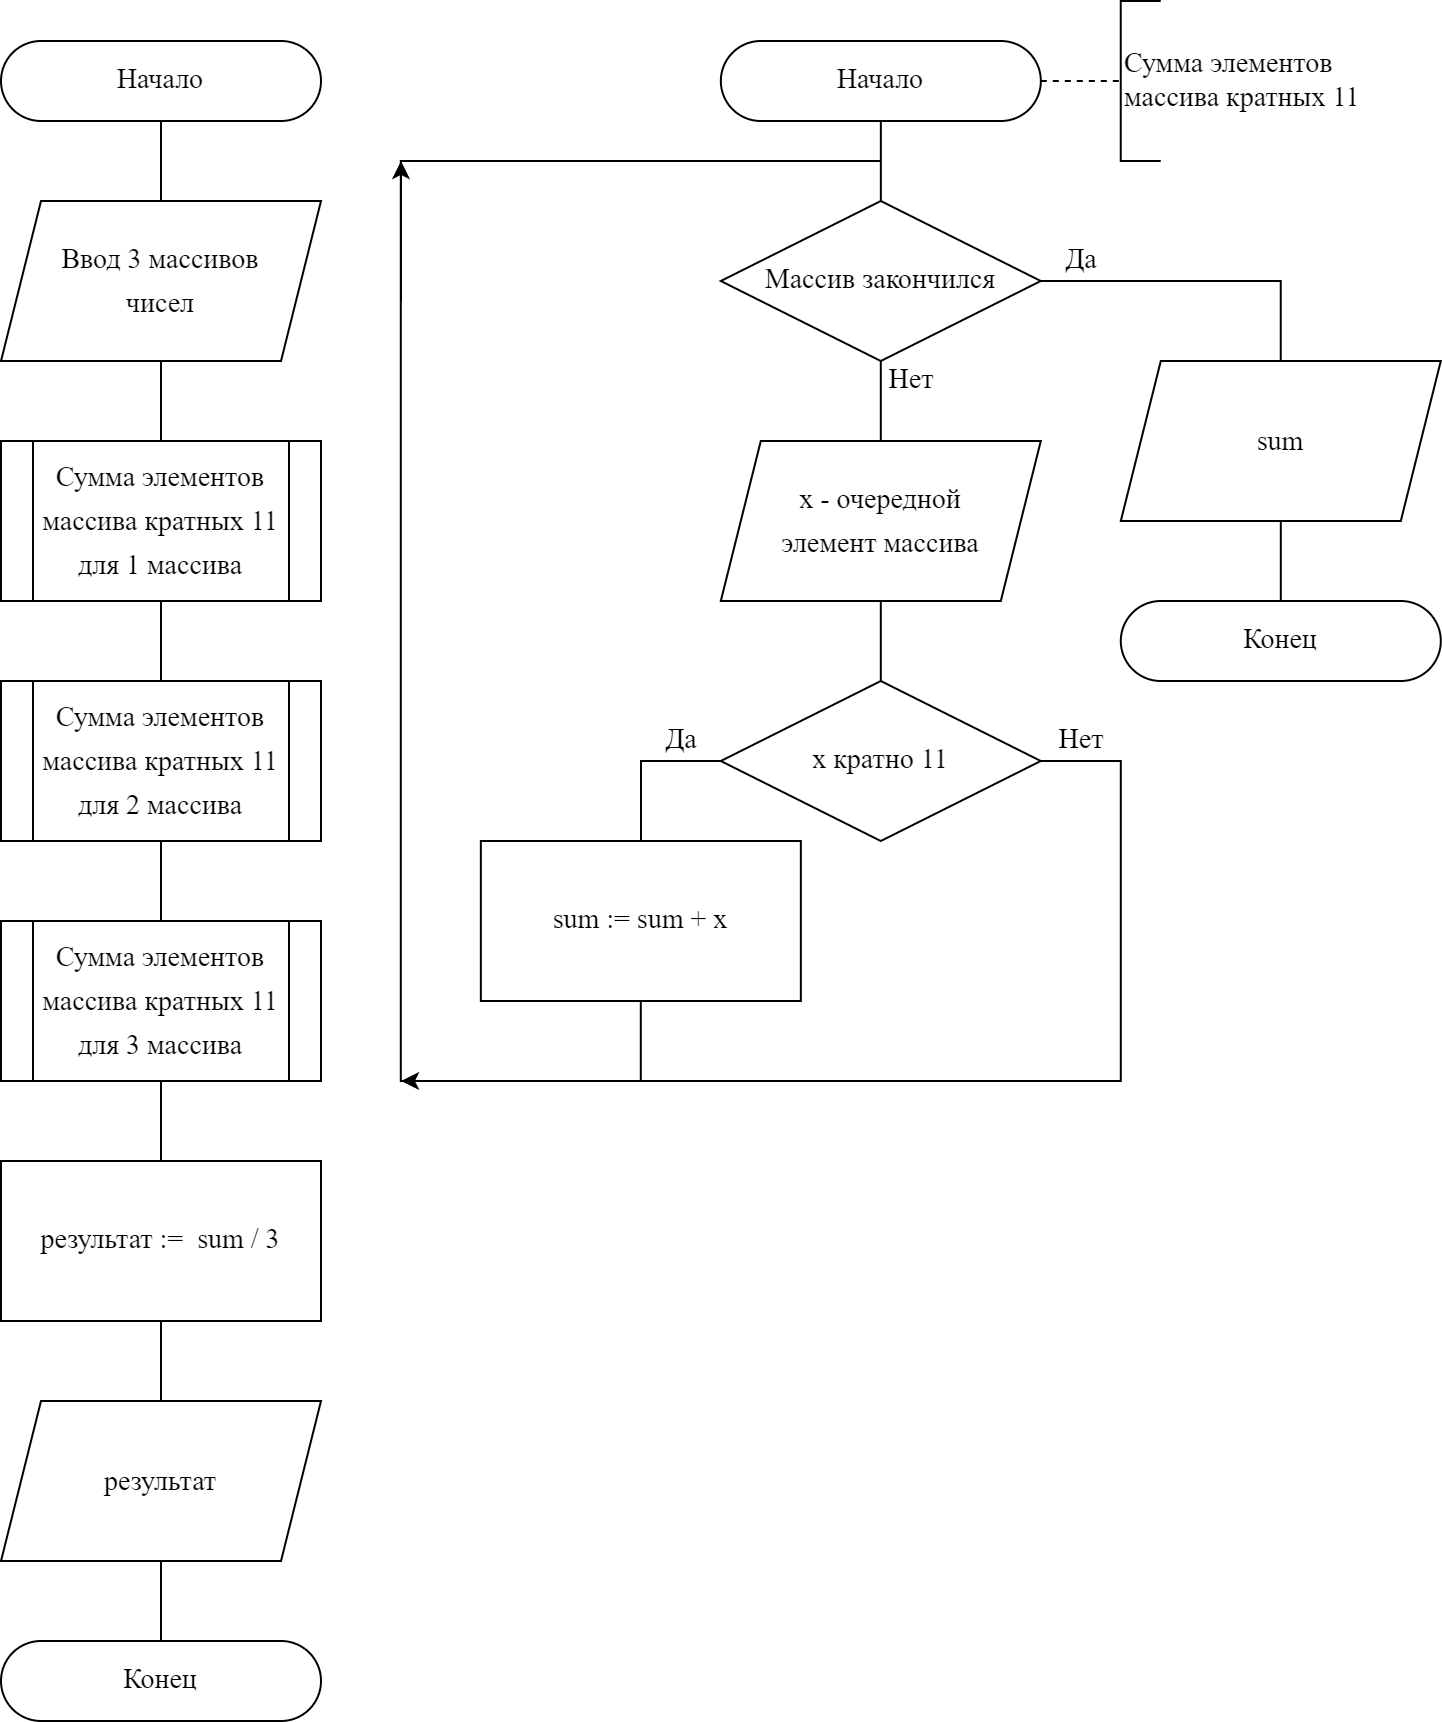 Начало
Ввод 3 массивов
чисел
Сумма элементов
массива кратных 11
для 1 массива
Сумма элементов
массива кратных 11
для 2 массива
Сумма элементов
массива кратных 11
для 3 массива
результат := sum / 3
результат
Конец
Начало
Сумма элементов
массива кратных 11
Массив закончился
Да
Нет
sum
Конец
x - очередной
элемент массива
x кратно 11
Да
Нет
sum := sum + x